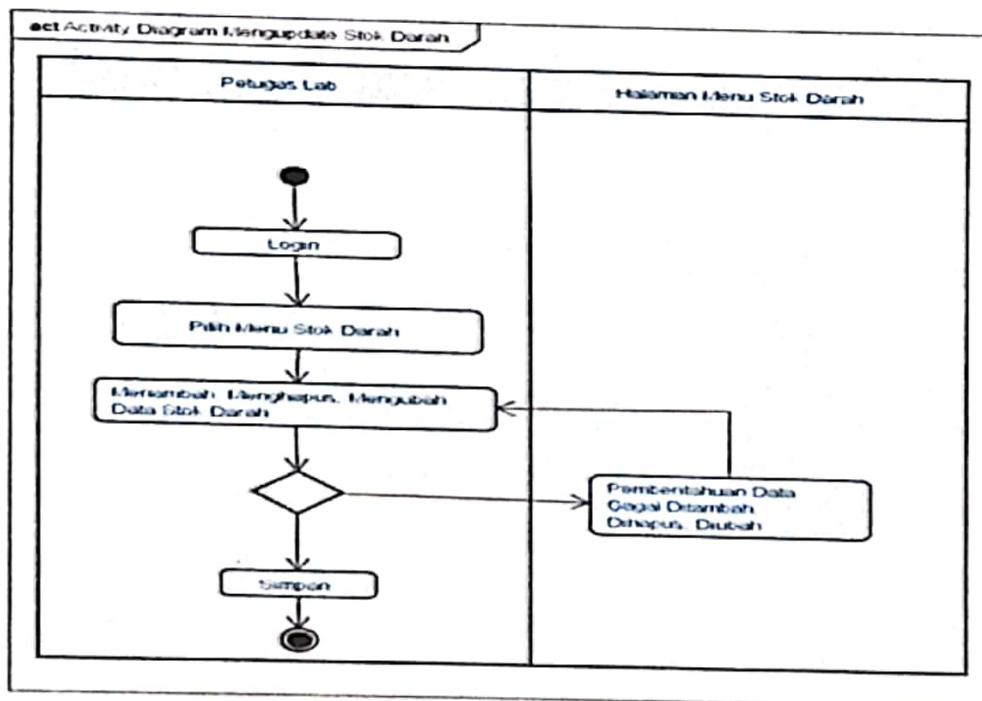 act Activity Diagram Mengupdate Stok Darah
Petugas Lab
Halaman Menu Stok Darah
Login
Pilih Menu Stok Darah
Menambah, Menghapus, Mengubah
Data Stok Darah
Pemberitahuan Data
Gagal Ditambah
Dihapus, Diubah
Simpan